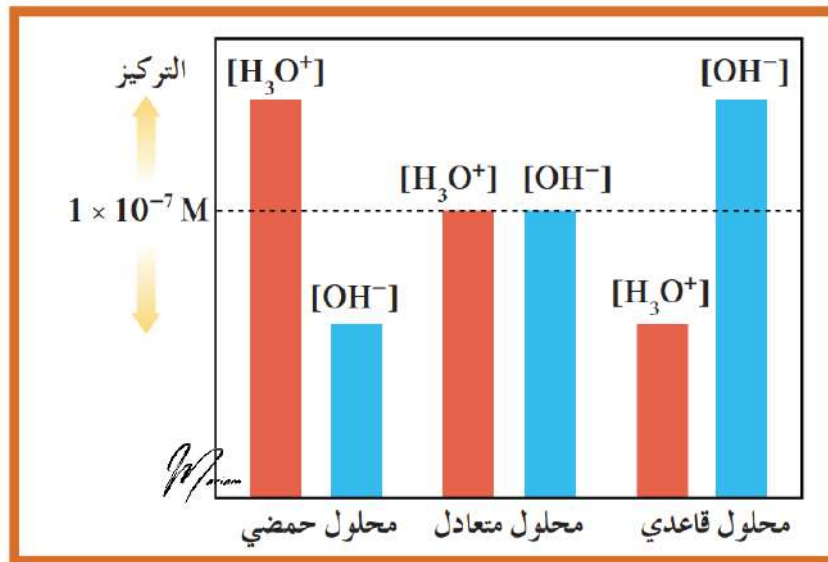 التركيز
[H₃O⁺]
[OH⁻]
[H₃O⁺] [OH⁻]
1 × 10⁻⁷ M
[OH⁻]
[H₃O⁺]
Mariam
محلول حمضي
محلول متعادل
محلول قاعدي